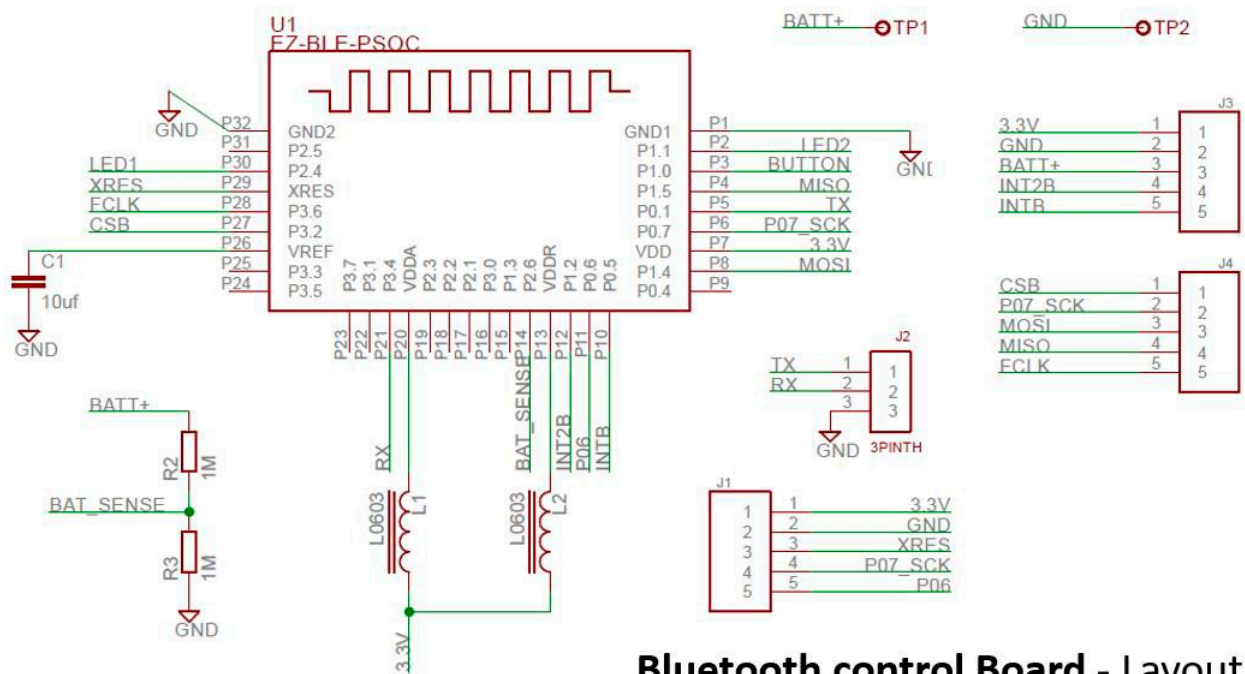 U1
EZ-BLE-PSOC
BATT+ TP1
GND TP2
GND
P32 GND2
P31 P2.5
LED1 P30 P2.4
XRES P29 XRES
ECLK P28 P3.6
CSB P27 P3.2
P26 VREF
P25 P3.3
P24 P3.5
GND1 P1
P1.1 P2 LED2
P1.0 P3 BUTTON
P1.5 P4 MISO
P0.1 P5 TX
P0.7 P6 P07_SCK
VDD P7 3.3V
P1.4 P8 MOSI
P0.4 P9
GND
P3.7 P3.1 P3.4 VDDA P2.3 P2.2 P2.1 P3.0 P1.3 P2.6 VDDR P1.2 P0.6 P0.5
P23 P22 P21 P20 P19 P18 P17 P16 P15 P14 P13 P12 P11 P10
RX BAT_SENSE INT2B P06 INTB
C1
10uf
GND
BATT+
R2 1M
BAT_SENSE
R3 1M
GND
L0603 L1
L0603 L2
3.3V
J3
3.3V 1 1
GND 2 2
BATT+ 3 3
INT2B 4 4
INTB 5 5
J4
CSB 1 1
P07_SCK 2 2
MOSI 3 3
MISO 4 4
ECLK 5 5
J2
TX 1 1
RX 2 2
3 3
GND 3PINTH
J1
1 1 3.3V
2 2 GND
3 3 XRES
4 4 P07_SCK
5 5 P06
Bluetooth control Board - Layout